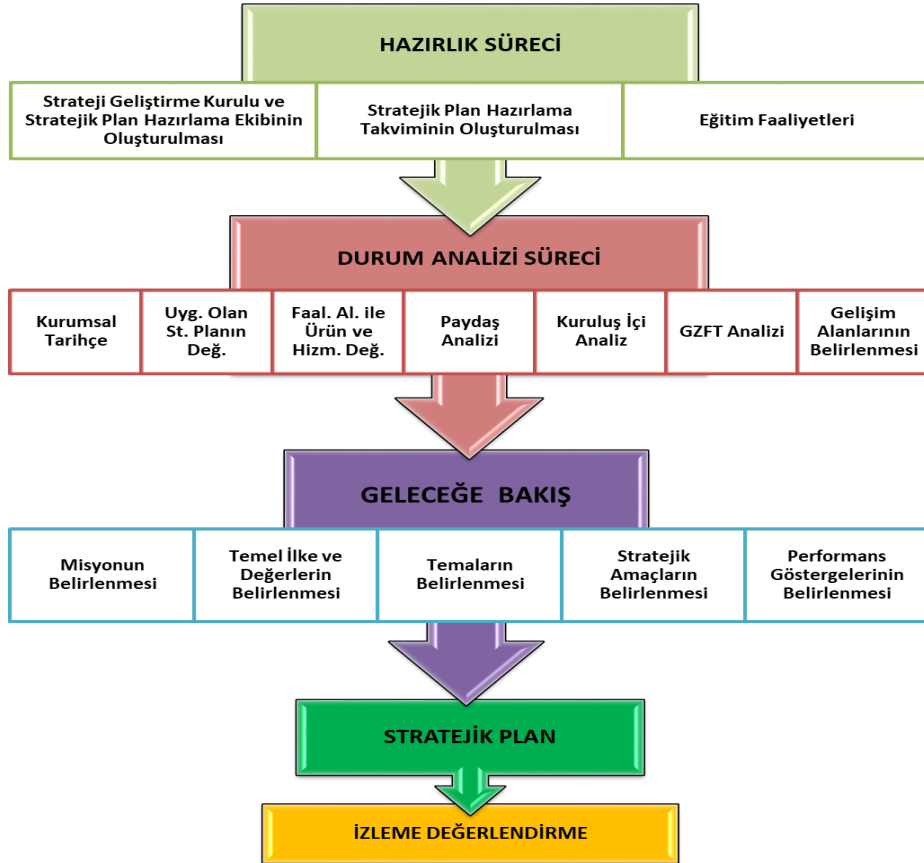 HAZIRLIK SÜRECİ
Strateji Geliştirme Kurulu ve
Stratejik Plan Hazırlama Ekibinin
Oluşturulması
Stratejik Plan Hazırlama
Takviminin Oluşturulması
Eğitim Faaliyetleri
DURUM ANALİZİ SÜRECİ
Kurumsal
Tarihçe
Uyg. Olan
St. Planın
Değ.
Faal. Al. ile
Ürün ve
Hizm. Değ.
Paydaş
Analizi
Kuruluş İçi
Analiz
GZFT Analizi
Gelişim
Alanlarının
Belirlenmesi
GELECEĞE BAKIŞ
Misyonun
Belirlenmesi
Temel İlke ve
Değerlerin
Belirlenmesi
Temaların
Belirlenmesi
Stratejik
Amaçların
Belirlenmesi
Performans
Göstergelerinin
Belirlenmesi
STRATEJİK PLAN
İZLEME DEĞERLENDİRME